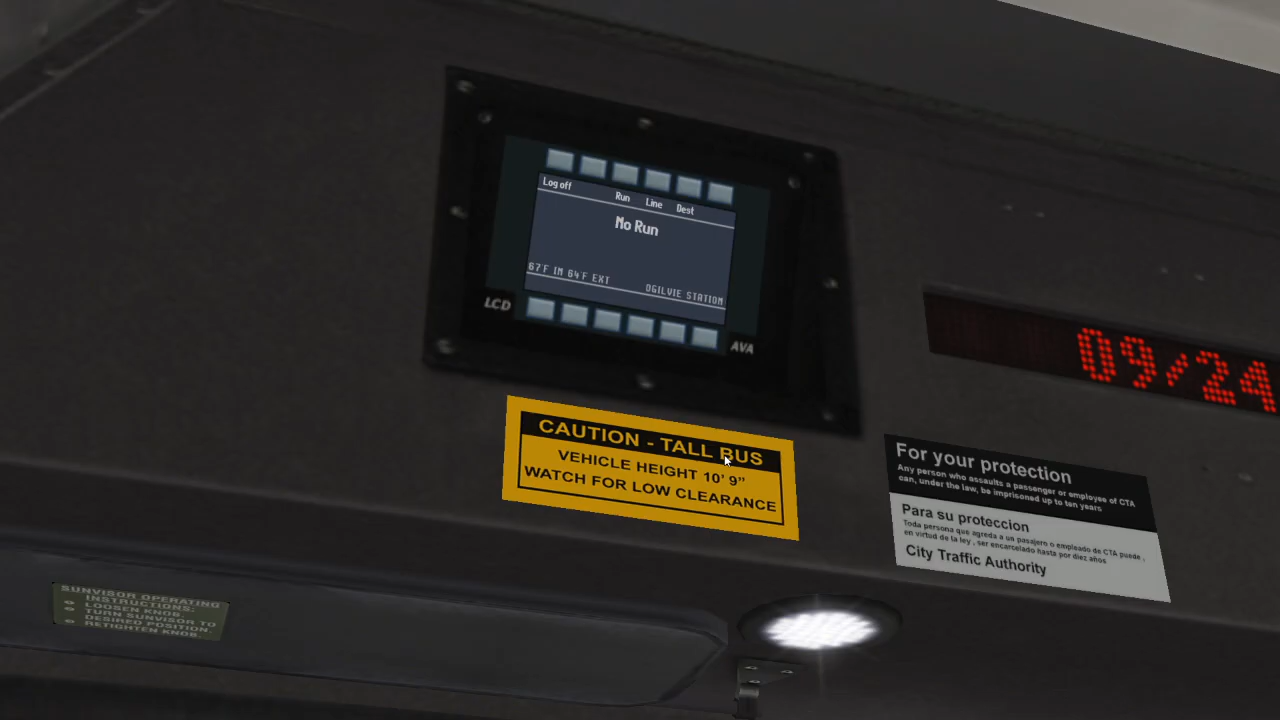 Log off
Run Line Dest
No Run
67°F IN 64°F EXT
OGILVIE STATION
LCD
AVA
09/24
CAUTION - TALL BUS
VEHICLE HEIGHT 10' 9”
WATCH FOR LOW CLEARANCE
For your protection
Any person who assaults a passenger or employee of CTA
can, under the law, be imprisoned up to ten years
Para su proteccion
Toda persona que agreda a un pasajero o empleado de CTA puede ,
en virtud de la ley , ser encarcelado hasta por diez años
City Traffic Authority
SUNVISOR OPERATING
INSTRUCTIONS:
LOOSEN KNOB.
TURN SUNVISOR TO
DESIRED POSITION.
RETIGHTEN KNOB.